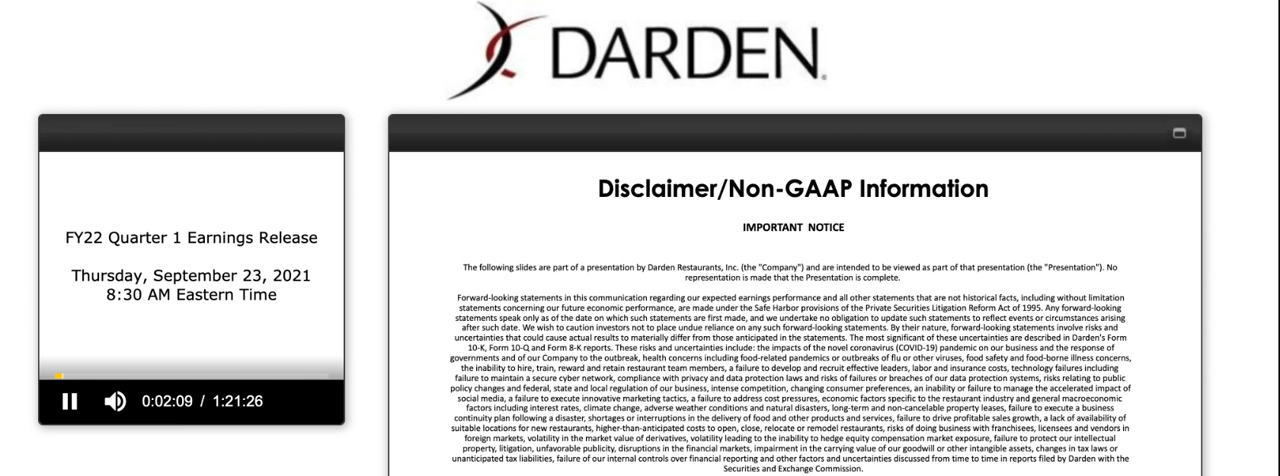 DARDEN
FY22 Quarter 1 Earnings Release
Thursday, September 23, 2021
8:30 AM Eastern Time
0:02:09 / 1:21:26
Disclaimer/Non-GAAP Information
IMPORTANT NOTICE
The following slides are part of a presentation by Darden Restaurants, Inc. (the "Company") and are intended to be viewed as part of that presentation (the "Presentation"). No
representation is made that the Presentation is complete.
Forward-looking statements in this communication regarding our expected earnings performance and all other statements that are not historical facts, including without limitation
statements concerning our future economic performance, are made under the Safe Harbor provisions of the Private Securities Litigation Reform Act of 1995. Any forward-looking
statements speak only as of the date on which such statements are first made, and we undertake no obligation to update such statements to reflect events or circumstances arising
after such date. We wish to caution investors not to place undue reliance on any such forward-looking statements. By their nature, forward-looking statements involve risks and
uncertainties that could cause actual results to materially differ from those anticipated in the statements. The most significant of these uncertainties are described in Darden's Form
10-K, Form 10-Q and Form 8-K reports. These risks and uncertainties include: the impacts of the novel coronavirus (COVID-19) pandemic on our business and the response of
governments and of our Company to the outbreak, health concerns including food-related pandemics or outbreaks of flu or other viruses, food safety and food-borne illness concerns,
the inability to hire, train, reward and retain restaurant team members, a failure to develop and recruit effective leaders, labor and insurance costs, technology failures including
failure to maintain a secure cyber network, compliance with privacy and data protection laws and risks of failures or breaches of our data protection systems, risks relating to public
policy changes and federal, state and local regulation of our business, intense competition, changing consumer preferences, an inability or failure to manage the accelerated impact of
social media, a failure to execute innovative marketing tactics, a failure to address cost pressures, economic factors specific to the restaurant industry and general macroeconomic
factors including interest rates, climate change, adverse weather conditions and natural disasters, long-term and non-cancelable property leases, failure to execute a business
continuity plan following a disaster, shortages or interruptions in the delivery of food and other products and services, failure to drive profitable sales growth, a lack of availability of
suitable locations for new restaurants, higher-than-anticipated costs to open, close, relocate or remodel restaurants, risks of doing business with franchisees, licensees and vendors in
foreign markets, volatility in the market value of derivatives, volatility leading to the inability to hedge equity compensation market exposure, failure to protect our intellectual
property, litigation, unfavorable publicity, disruptions in the financial markets, impairment in the carrying value of our goodwill or other intangible assets, changes in tax laws or
unanticipated tax liabilities, failure of our internal controls over financial reporting and other factors and uncertainties discussed from time to time in reports filed by Darden with the
Securities and Exchange Commission.